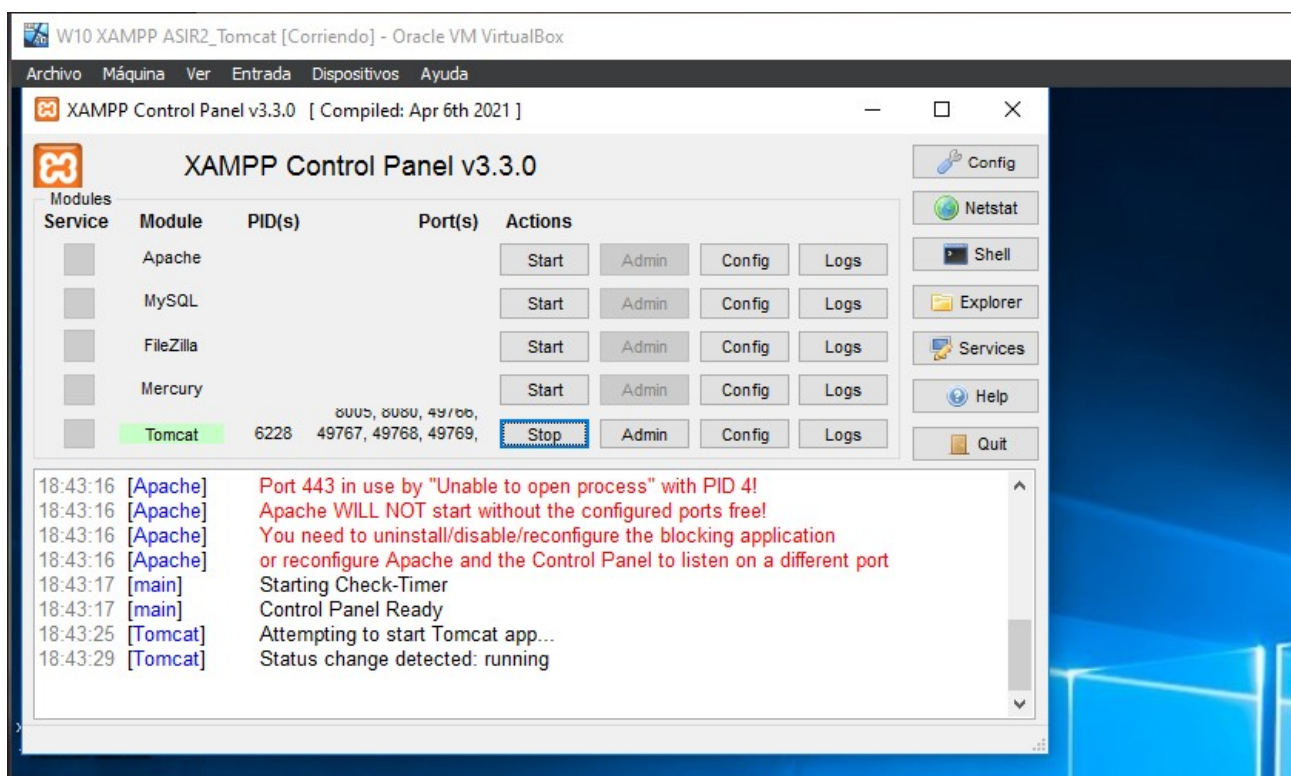 W10 XAMPP ASIR2_Tomcat [Corriendo] - Oracle VM VirtualBox
Archivo Máquina Ver Entrada Dispositivos Ayuda
XAMPP Control Panel v3.3.0 [ Compiled: Apr 6th 2021 ]
XAMPP Control Panel v3.3.0
Config
Modules
Service Module PID(s) Port(s) Actions
Netstat
Apache Start Admin Config Logs
Shell
MySQL Start Admin Config Logs
Explorer
FileZilla Start Admin Config Logs
Services
Mercury Start Admin Config Logs
Help
8005, 8080, 49766,
Tomcat 6228 49767, 49768, 49769, Stop Admin Config Logs
Quit
18:43:16 [Apache] Port 443 in use by "Unable to open process" with PID 4!
18:43:16 [Apache] Apache WILL NOT start without the configured ports free!
18:43:16 [Apache] You need to uninstall/disable/reconfigure the blocking application
18:43:16 [Apache] or reconfigure Apache and the Control Panel to listen on a different port
18:43:17 [main] Starting Check-Timer
18:43:17 [main] Control Panel Ready
18:43:25 [Tomcat] Attempting to start Tomcat app...
18:43:29 [Tomcat] Status change detected: running